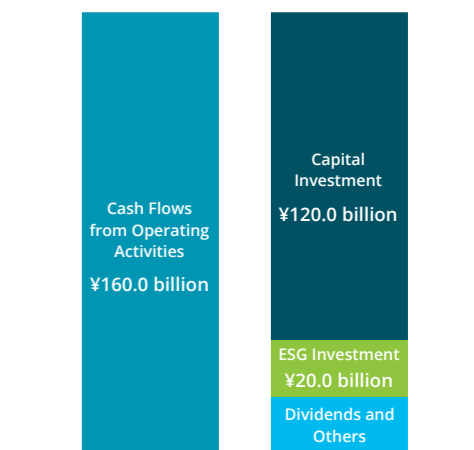 Cash Flows
from Operating
Activities
¥160.0 billion
Capital
Investment
¥120.0 billion
ESG Investment
¥20.0 billion
Dividends and
Others